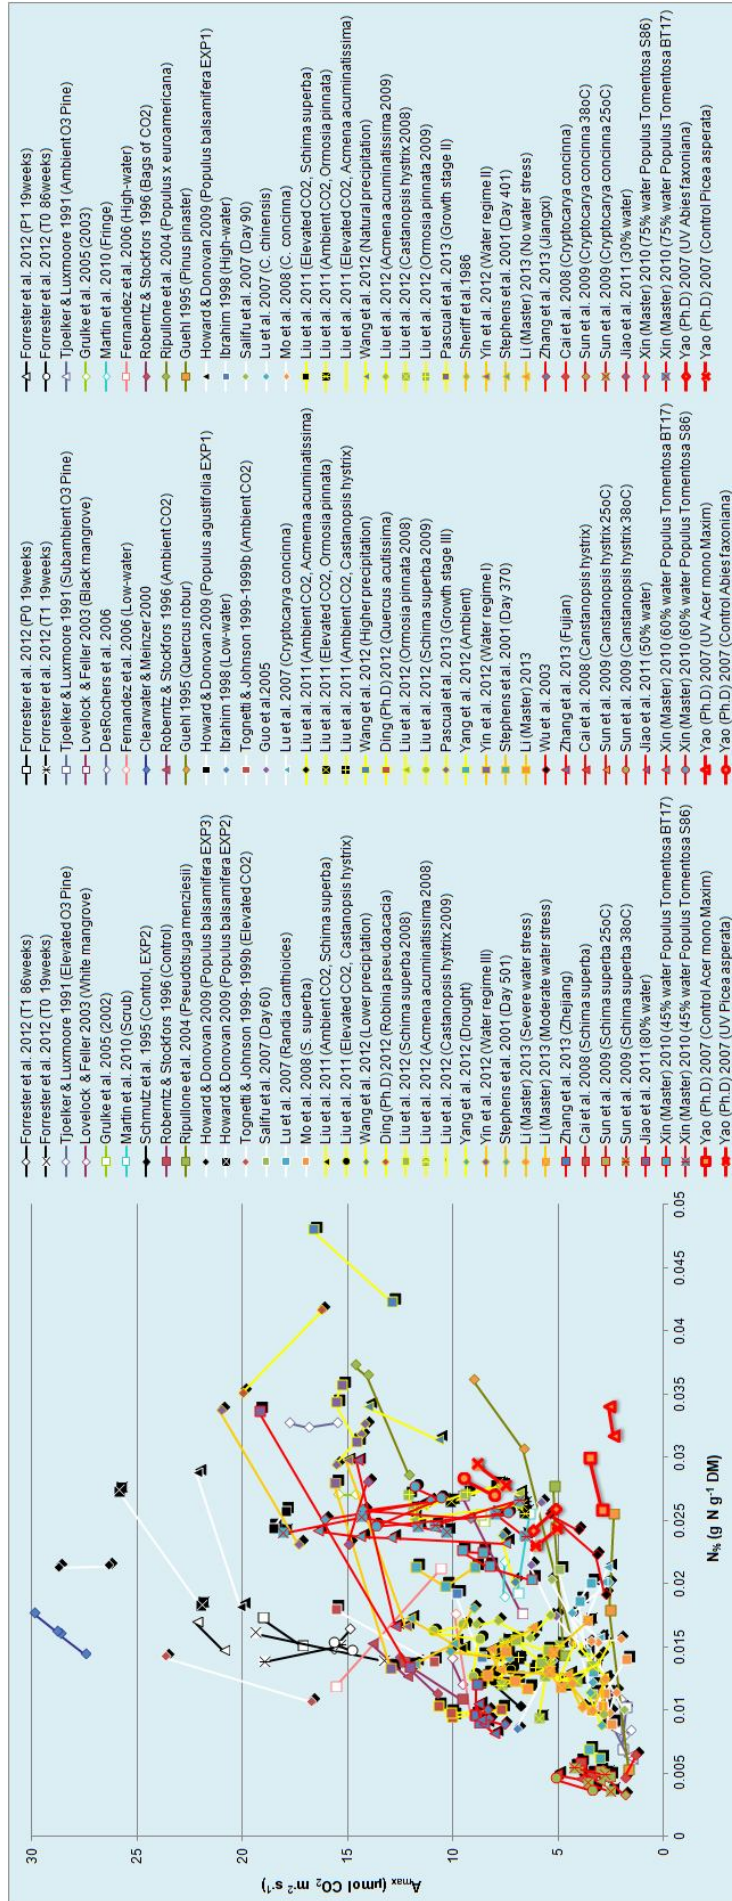 30
25
20
15
10
5
0
Amax (µmol CO2 m-2 s-1)
0
0.005
0.01
0.015
0.02
0.025
0.03
0.035
0.04
0.045
0.05
N% (g N g-1 DM)
Forrester et al. 2012 (T1 86weeks)
Forrester et al. 2012 (T0 19weeks)
Tjoelker & Luxmoore 1991 (Elevated O3 Pine)
Lovelock & Feller 2003 (White mangrove)
Grulke et al. 2005 (2002)
Martin et al. 2010 (Scrub)
Schmutz et al. 1995 (Control, EXP2)
Roberntz & Stockfors 1996 (Control)
Ripullone et al. 2004 (Pseudotsuga menziesii)
Howard & Donovan 2009 (Populus balsamifera EXP3)
Howard & Donovan 2009 (Populus balsamifera EXP2)
Tognetti & Johnson 1999-1999b (Elevated CO2)
Salifu et al. 2007 (Day 60)
Lu et al. 2007 (Randia canthioides)
Mo et al. 2008 (S. superba)
Liu et al. 2011 (Ambient CO2, Schima superba)
Liu et al. 2011 (Elevated CO2, Castanopsis hystrix)
Wang et al. 2012 (Lower precipitation)
Ding (Ph.D) 2012 (Robinia pseudoacacia)
Liu et al. 2012 (Schima superba 2008)
Liu et al. 2012 (Acmena acuminatissima 2008)
Liu et al. 2012 (Castanopsis hystrix 2009)
Yang et al. 2012 (Drought)
Yin et al. 2012 (Water regime III)
Stephens et al. 2001 (Day 501)
Li (Master) 2013 (Severe water stress)
Li (Master) 2013 (Moderate water stress)
Zhang et al. 2013 (Zhejiang)
Cai et al. 2008 (Schima superba)
Sun et al. 2009 (Schima superba 25oC)
Sun et al. 2009 (Schima superba 38oC)
Jiao et al. 2011 (80% water)
Xin (Master) 2010 (45% water Populus Tomentosa BT17)
Xin (Master) 2010 (45% water Populus Tomentosa S86)
Yao (Ph.D) 2007 (Control Acer mono Maxim)
Yao (Ph.D) 2007 (UV Picea asperata)
Forrester et al. 2012 (P0 19weeks)
Forrester et al. 2012 (T1 19weeks)
Tjoelker & Luxmoore 1991 (Subambient O3 Pine)
Lovelock & Feller 2003 (Black mangrove)
DesRochers et al. 2006
Fernandez et al. 2006 (Low-water)
Clearwater & Meinzer 2000
Roberntz & Stockfors 1996 (Ambient CO2)
Guehl 1995 (Quercus robur)
Howard & Donovan 2009 (Populus agustifolia EXP1)
Ibrahim 1998 (Low-water)
Tognetti & Johnson 1999-1999b (Ambient CO2)
Guo et al.2005
Lu et al. 2007 (Cryptocarya concinna)
Liu et al. 2011 (Ambient CO2, Acmema acuminatissima)
Liu et al. 2011 (Elevated CO2, Ormosia pinnata)
Liu et al. 2011 (Ambient CO2, Castanopsis hystrix)
Wang et al. 2012 (Higher precipitation)
Ding (Ph.D) 2012 (Quercus acutissima)
Liu et al. 2012 (Ormosia pinnata 2008)
Liu et al. 2012 (Schima superba 2009)
Pascual et al. 2013 (Growth stage III)
Yang et al. 2012 (Ambient)
Yin et al. 2012 (Water regime I)
Stephens et al. 2001 (Day 370)
Li (Master) 2013
Wu et al. 2003
Zhang et al. 2013 (Fujian)
Cai et al. 2008 (Canstanopsis hystrix)
Sun et al. 2009 (Canstanopsis hystrix 25oC)
Sun et al. 2009 (Canstanopsis hystrix 38oC)
Jiao et al. 2011 (50% water)
Xin (Master) 2010 (60% water Populus Tomentosa BT17)
Xin (Master) 2010 (60% water Populus Tomentosa S86)
Yao (Ph.D) 2007 (UV Acer mono Maxim)
Yao (Ph.D) 2007 (Control Abies faxoniana)
Forrester et al. 2012 (P1 19weeks)
Forrester et al. 2012 (T0 86weeks)
Tjoelker & Luxmoore 1991 (Ambient O3 Pine)
Grulke et al. 2005 (2003)
Martin et al. 2010 (Fringe)
Fernandez et al. 2006 (High-water)
Roberntz & Stockfors 1996 (Bags of CO2)
Ripullone et al. 2004 (Populus x euroamericana)
Guehl 1995 (Pinus pinaster)
Howard & Donovan 2009 (Populus balsamifera EXP1)
Ibrahim 1998 (High-water)
Salifu et al. 2007 (Day 90)
Lu et al. 2007 (C. chinensis)
Mo et al. 2008 (C. concinna)
Liu et al. 2011 (Elevated CO2, Schima superba)
Liu et al. 2011 (Ambient CO2, Ormosia pinnata)
Liu et al. 2011 (Elevated CO2, Acmena acuminatissima)
Wang et al. 2012 (Natural precipitation)
Liu et al. 2012 (Acmena acuminatissima 2009)
Liu et al. 2012 (Castanopsis hystrix 2008)
Liu et al. 2012 (Ormosia pinnata 2009)
Pascual et al. 2013 (Growth stage II)
Sheriff et al.1986
Yin et al. 2012 (Water regime II)
Stephens et al. 2001 (Day 401)
Li (Master) 2013 (No water stress)
Zhang et al. 2013 (Jiangxi)
Cai et al. 2008 (Cryptocarya concinna)
Sun et al. 2009 (Cryptocarya concinna 38oC)
Sun et al. 2009 (Cryptocarya concinna 25oC)
Jiao et al. 2011 (30% water)
Xin (Master) 2010 (75% water Populus Tomentosa S86)
Xin (Master) 2010 (75% water Populus Tomentosa BT17)
Yao (Ph.D) 2007 (UV Abies faxoniana)
Yao (Ph.D) 2007 (Control Picea asperata)